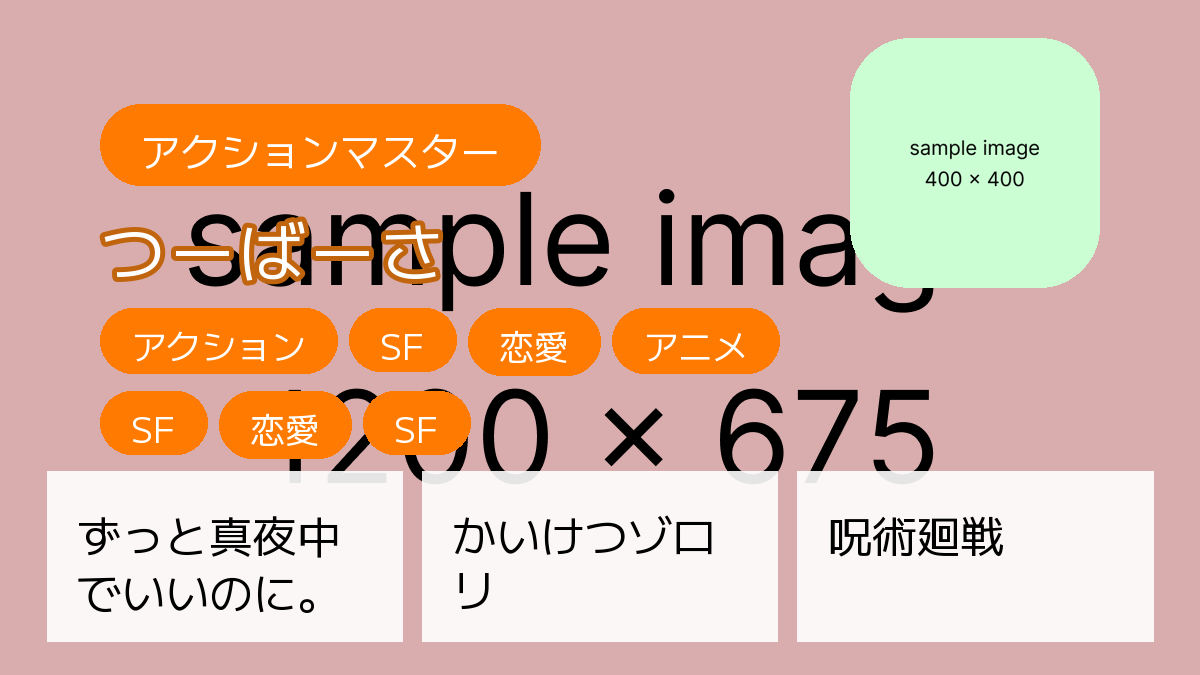 アクションマスター
sample image
400 × 400
sample imag
つーばーさ
アクション SF 恋愛 アニメ
1200 × 675
SF 恋愛 SF
ずっと真夜中
でいいのに。
かいけつゾロ
リ
呪術廻戦